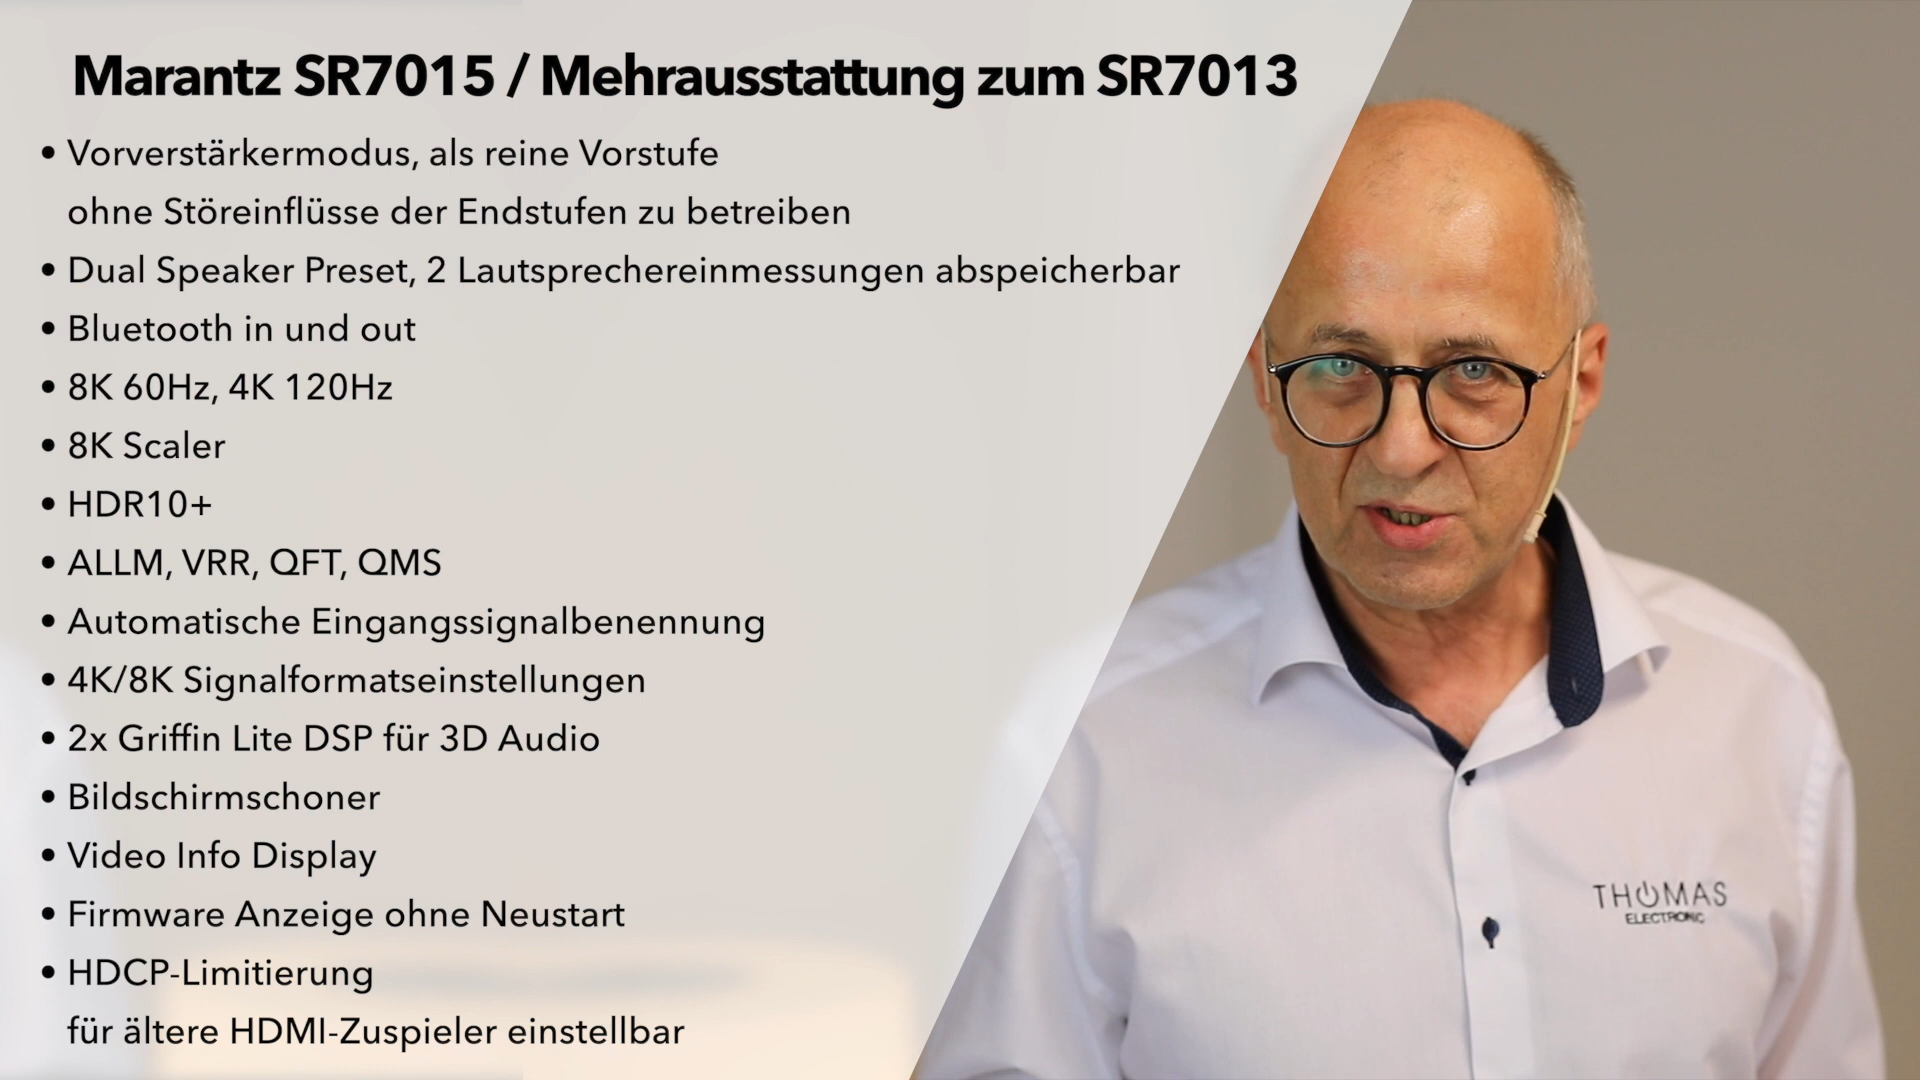 Marantz SR7015 / Mehrausstattung zum SR7013
• Vorverstärkermodus, als reine Vorstufe
ohne Störeinflüsse der Endstufen zu betreiben
• Dual Speaker Preset, 2 Lautsprechereinmessungen abspeicherbar
• Bluetooth in und out
• 8K 60Hz, 4K 120Hz
• 8K Scaler
• HDR10+
• ALLM, VRR, QFT, QMS
• Automatische Eingangssignalbenennung
• 4K/8K Signalformatseinstellungen
• 2x Griffin Lite DSP für 3D Audio
• Bildschirmschoner
• Video Info Display
• Firmware Anzeige ohne Neustart
• HDCP-Limitierung
für ältere HDMI-Zuspieler einstellbar
THOMAS
ELECTRONIC